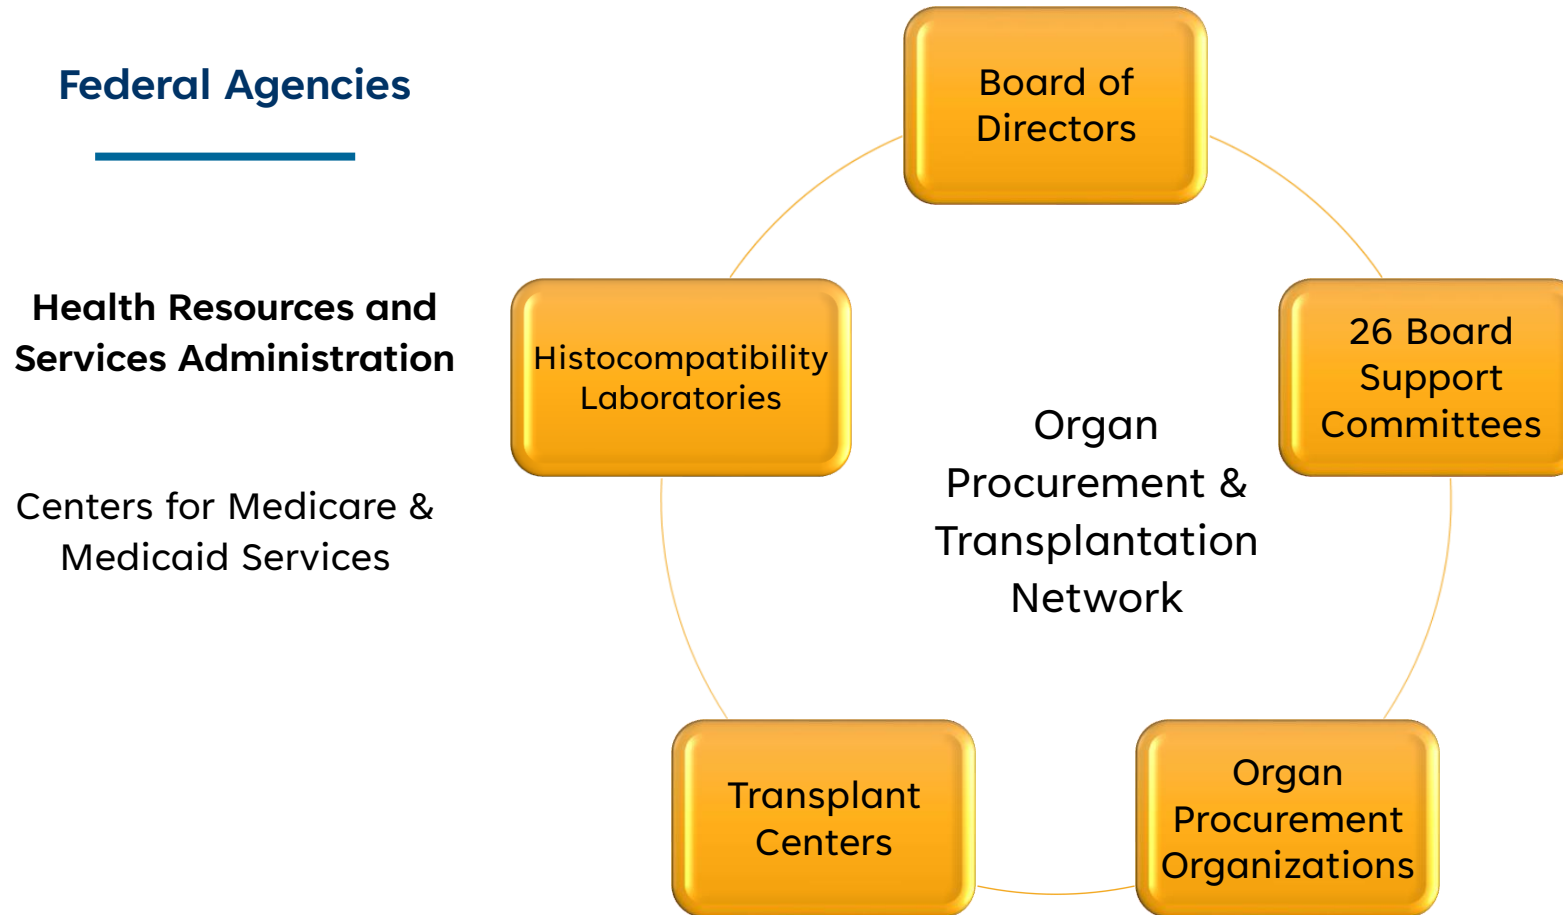 Federal Agencies
Health Resources and
Services Administration
Centers for Medicare &
Medicaid Services
Board of
Directors
26 Board
Support
Committees
Organ
Procurement
Organizations
Transplant
Centers
Histocompatibility
Laboratories
Organ
Procurement &
Transplantation
Network